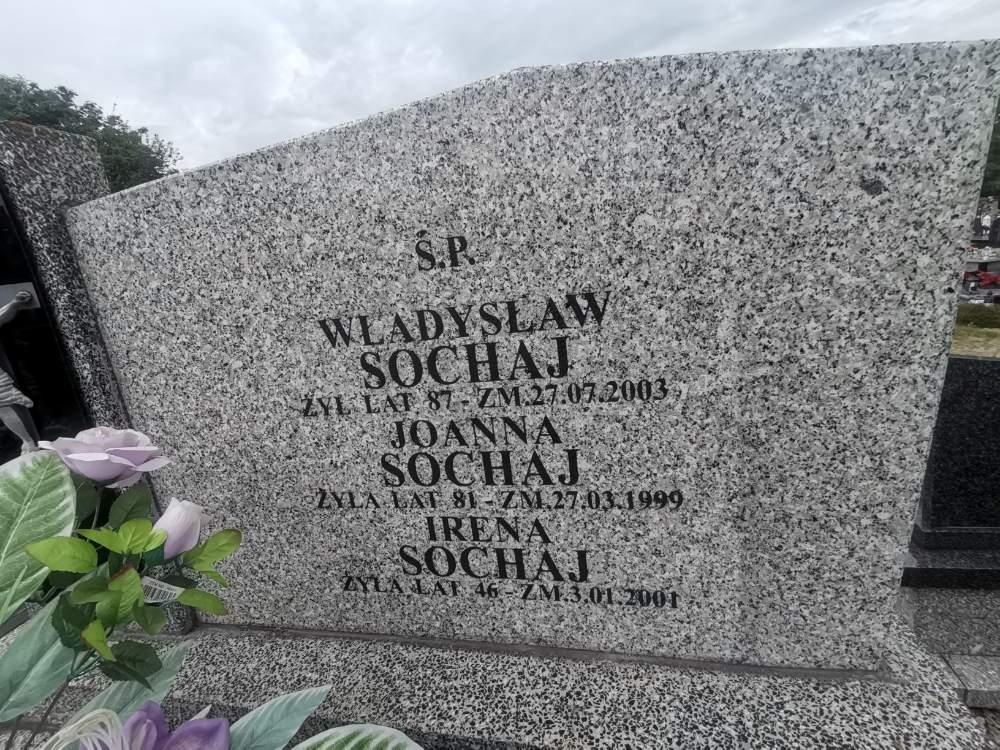 Ś.P.
WŁADYSŁAW
SOCHAJ
ŻYŁ LAT 87 - ZM.27.07.2003
JOANNA
SOCHAJ
ŻYŁA LAT 81 - ZM.27.03.1999
IRENA
SOCHAJ
ŻYŁA LAT 46 - ZM.3.01.2001